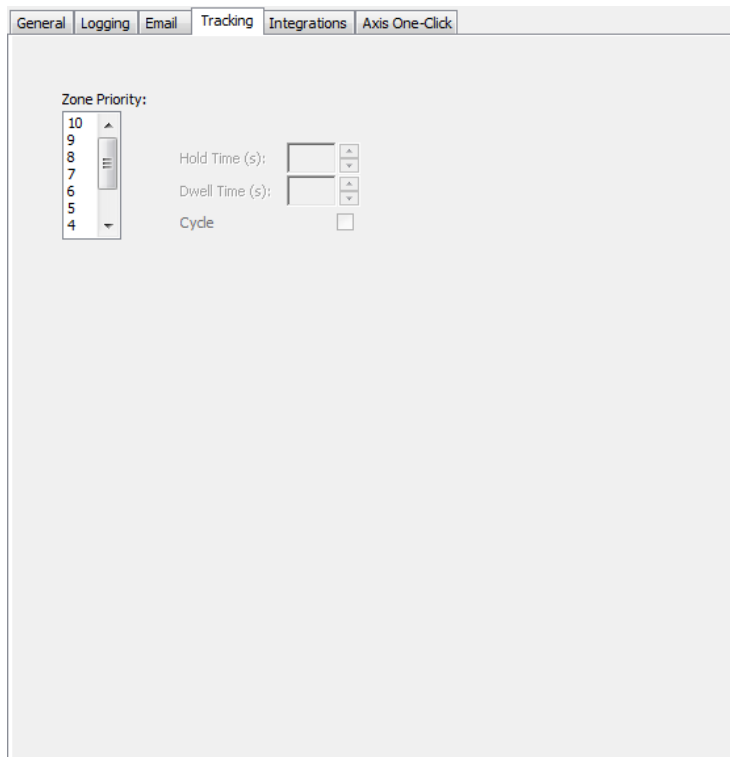 General Logging Email Tracking Integrations Axis One-Click
Zone Priority:
10
9
8
7
6
5
4
Hold Time (s):
Dwell Time (s):
Cycle